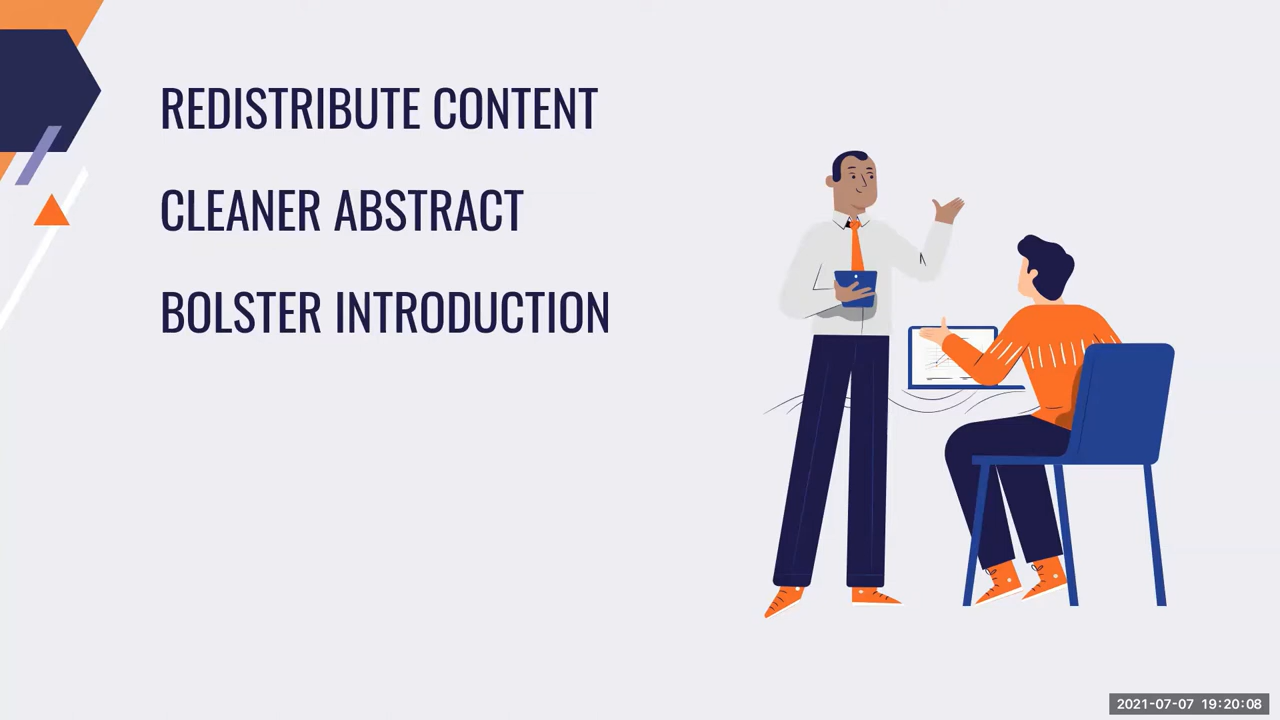 REDISTRIBUTE CONTENT
CLEANER ABSTRACT
BOLSTER INTRODUCTION
2021-07-07 19:20:08